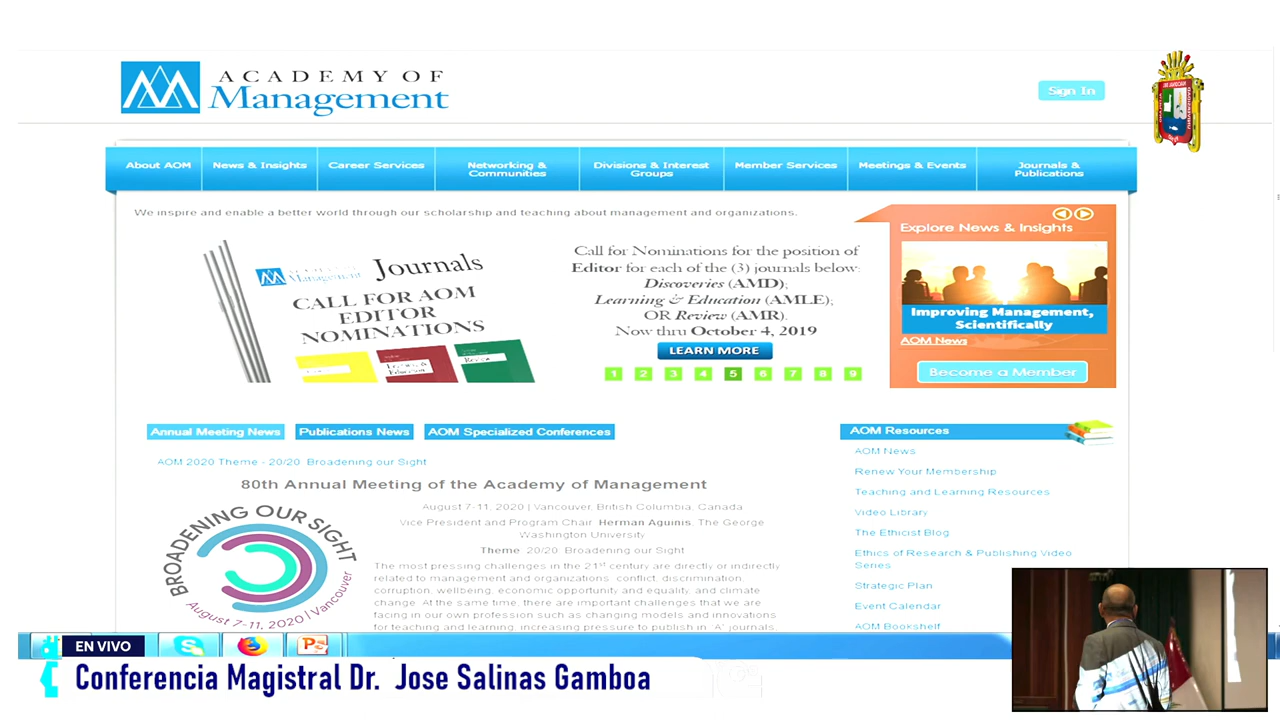 ACADEMY OF
Management
Sign In
About AOM
News & Insights
Career Services
Networking &
Communities
Divisions & Interest
Groups
Member Services
Meetings & Events
Journals &
Publications
We inspire and enable a better world through our scholarship and teaching about management and organizations.
Management Journals
CALL FOR AOM
EDITOR
NOMINATIONS
Call for Nominations for the position of
Editor for each of the (3) journals below:
Discoveries (AMD);
Learning & Education (AMLE);
OR Review (AMR).
Now thru October 4, 2019
LEARN MORE
1 2 3 4 5 6 7 8 9
Explore News & Insights
Improving Management,
Scientifically
AOM News
Become a Member
Annual Meeting News
Publications News
AOM Specialized Conferences
AOM 2020 Theme - 20/20 Broadening our Sight
80th Annual Meeting of the Academy of Management
BROADENING OUR SIGHT
August 7-11, 2020 | Vancouver
August 7-11, 2020 | Vancouver, British Columbia, Canada
Vice President and Program Chair Herman Aguinis, The George
Washington University
Theme 20/20 Broadening our Sight
The most pressing challenges in the 21st century are directly or indirectly
related to management and organizations: conflict, discrimination,
corruption, wellbeing, economic opportunity and equality, and climate
change. At the same time, there are important challenges that we are
facing in our own profession such as changing models and innovations
for teaching and learning, increasing pressure to publish in 'A' journals,
AOM Resources
AOM News
Renew Your Membership
Teaching and Learning Resources
Video Library
The Ethicist Blog
Ethics of Research & Publishing Video
Series
Strategic Plan
Event Calendar
AOM Bookshelf
EN VIVO
Conferencia Magistral Dr. Jose Salinas Gamboa